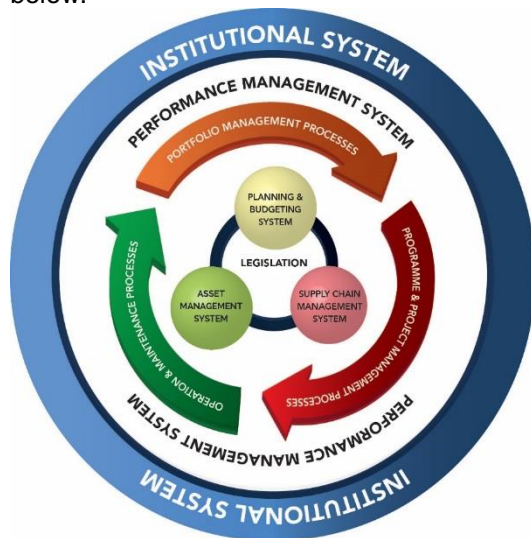 below.
INSTITUTIONAL SYSTEM
PERFORMANCE MANAGEMENT SYSTEM
PORTFOLIO MANAGEMENT PROCESSES
PLANNING &
BUDGETING
SYSTEM
LEGISLATION
ASSET
MANAGEMENT
SYSTEM
SUPPLY CHAIN
MANAGEMENT
SYSTEM
PROGRAMME & PROJECT MANAGEMENT PROCESSES
OPERATION & MAINTENANCE PROCESSES
PERFORMANCE MANAGEMENT SYSTEM
INSTITUTIONAL SYSTEM